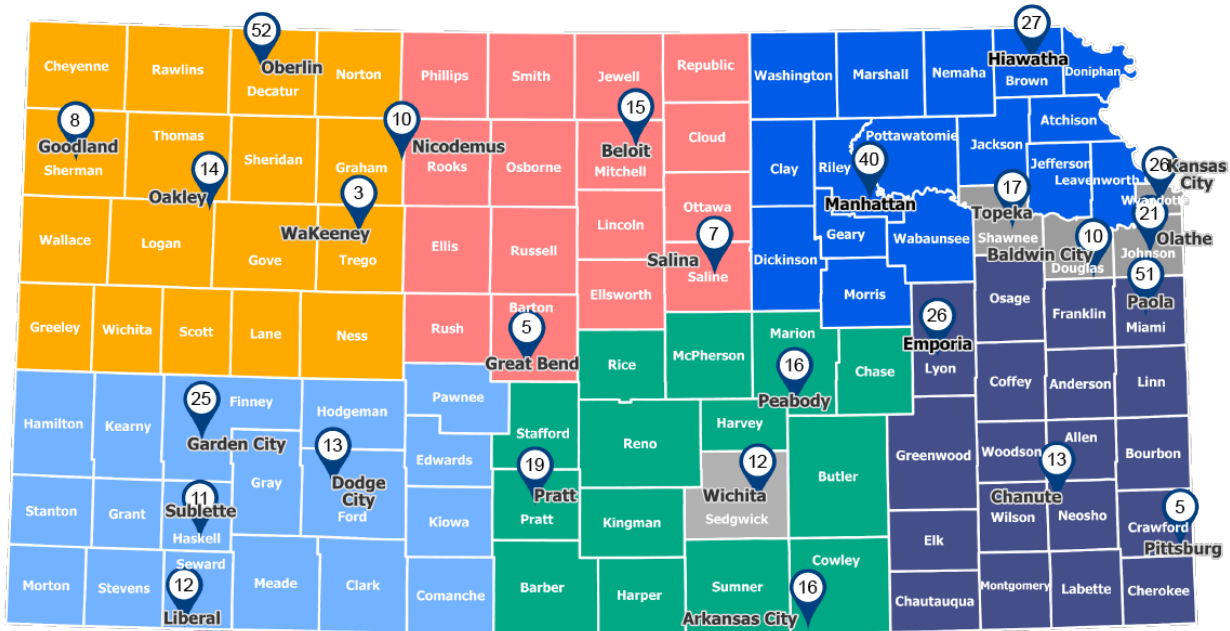 52
Oberlin
27
Hiawatha
Cheyenne
Rawlins
Decatur
Norton
Phillips
Smith
Jewell
Republic
Washington
Marshall
Nemaha
Brown
Doniphan
8
Goodland
Sherman
Thomas
14
Oakley
Sheridan
10
Nicodemus
Graham
3
WaKeeney
Rooks
Osborne
15
Beloit
Mitchell
Cloud
Clay
Riley
Pottawatomie
40
Manhattan
Jackson
Atchison
Jefferson
Leavenworth
26
Kansas
City
Wyandotte
17
Topeka
Shawnee
21
Olathe
10
Baldwin City
Douglas
Johnson
Wallace
Logan
Gove
Trego
Ellis
Russell
Lincoln
Ottawa
7
Salina
Saline
Dickinson
Geary
Wabaunsee
51
Paola
Miami
Greeley
Wichita
Scott
Lane
Ness
Rush
Barton
5
Great Bend
Ellsworth
Morris
26
Emporia
Lyon
Osage
Franklin
Rice
McPherson
Marion
16
Peabody
Chase
Coffey
Anderson
Linn
Hamilton
Kearny
25
Finney
Garden City
Hodgeman
Pawnee
13
Dodge
City
Ford
Edwards
Stafford
19
Pratt
Pratt
Reno
Harvey
12
Wichita
Sedgwick
Butler
Greenwood
Woodson
Allen
13
Chanute
Bourbon
Stanton
Grant
11
Sublette
Haskell
Gray
Kiowa
Kingman
Elk
Wilson
Neosho
5
Crawford
Pittsburg
Morton
Stevens
Seward
12
Liberal
Meade
Clark
Comanche
Barber
Harper
Sumner
Cowley
16
Arkansas City
Chautauqua
Montgomery
Labette
Cherokee